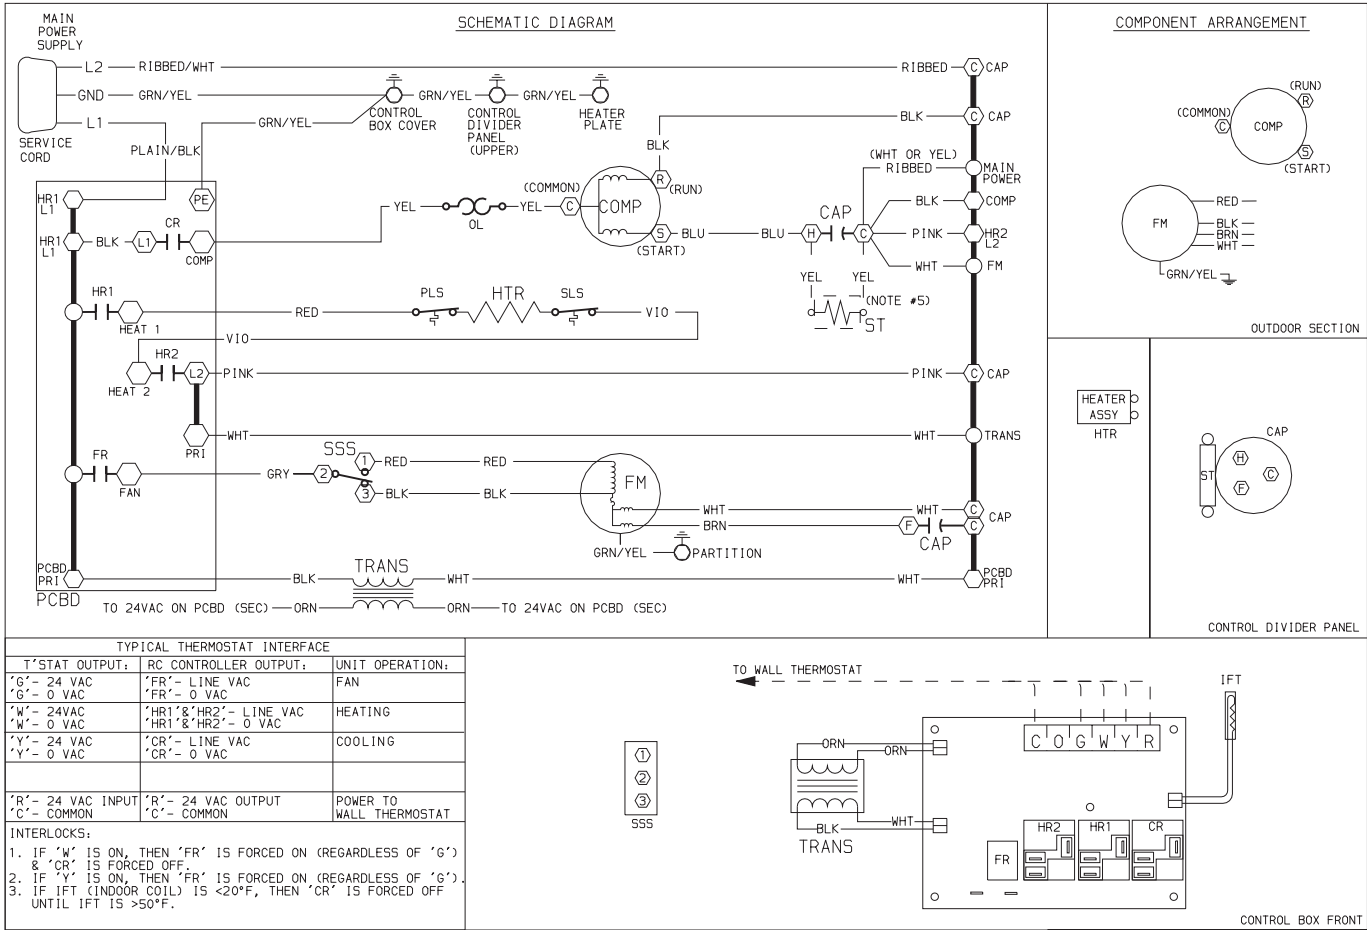 SCHEMATIC DIAGRAM
MAIN
POWER
SUPPLY
L2
RIBBED/WHT
RIBBED
C
CAP
GND
GRN/YEL
GRN/YEL
GRN/YEL
L1
GRN/YEL
CONTROL
BOX COVER
CONTROL
DIVIDER
PANEL
(UPPER)
HEATER
PLATE
BLK
C
CAP
SERVICE
CORD
PLAIN/BLK
BLK
(WHT OR YEL)
RIBBED
MAIN
POWER
HR1
L1
PE
(COMMON)
R
(RUN)
BLK
COMP
YEL
OL
YEL
C
COMP
CAP
HR1
L1
BLK
L1
CR
COMP
S
BLU
(START)
BLU
H
C
PINK
HR2
L2
WHT
FM
YEL
YEL
(NOTE #5)
ST
HR1
HEAT 1
RED
PLS
HTR
SLS
VIO
VIO
HR2
HEAT 2
L2
PINK
PINK
C
CAP
PRI
WHT
WHT
TRANS
FR
FAN
GRY
2
SSS
1
RED
RED
3
BLK
BLK
FM
WHT
WHT
C
CAP
BRN
F
CAP
C
GRN/YEL
PARTITION
PCBD
PRI
PCBD
BLK
TRANS
WHT
WHT
PCBD
PRI
TO 24VAC ON PCBD (SEC)
ORN
ORN
TO 24VAC ON PCBD (SEC)
COMPONENT ARRANGEMENT
(RUN)
R
(COMMON)
C
COMP
S
(START)
FM
RED
BLK
BRN
WHT
GRN/YEL
OUTDOOR SECTION
HEATER
ASSY
HTR
CAP
H
C
F
ST
CONTROL DIVIDER PANEL
TYPICAL THERMOSTAT INTERFACE
T'STAT OUTPUT: RC CONTROLLER OUTPUT: UNIT OPERATION:
'G'- 24 VAC 'FR'- LINE VAC FAN
'G'- 0 VAC 'FR'- 0 VAC
'W'- 24VAC 'HR1'&'HR2'- LINE VAC HEATING
'W'- 0 VAC 'HR1'&'HR2'- 0 VAC
'Y'- 24 VAC 'CR'- LINE VAC COOLING
'Y'- 0 VAC 'CR'- 0 VAC
'R'- 24 VAC INPUT 'R'- 24 VAC OUTPUT POWER TO
'C'- COMMON 'C'- COMMON WALL THERMOSTAT
INTERLOCKS:
1. IF 'W' IS ON, THEN 'FR' IS FORCED ON (REGARDLESS OF 'G')
& 'CR' IS FORCED OFF.
2. IF 'Y' IS ON, THEN 'FR' IS FORCED ON (REGARDLESS OF 'G').
3. IF IFT (INDOOR COIL) IS <20°F, THEN 'CR' IS FORCED OFF
UNTIL IFT IS >50°F.
TO WALL THERMOSTAT
IFT
C O G W Y R
ORN
ORN
1
2
3
SSS
BLK
WHT
TRANS
FR
HR2
HR1
CR
CONTROL BOX FRONT